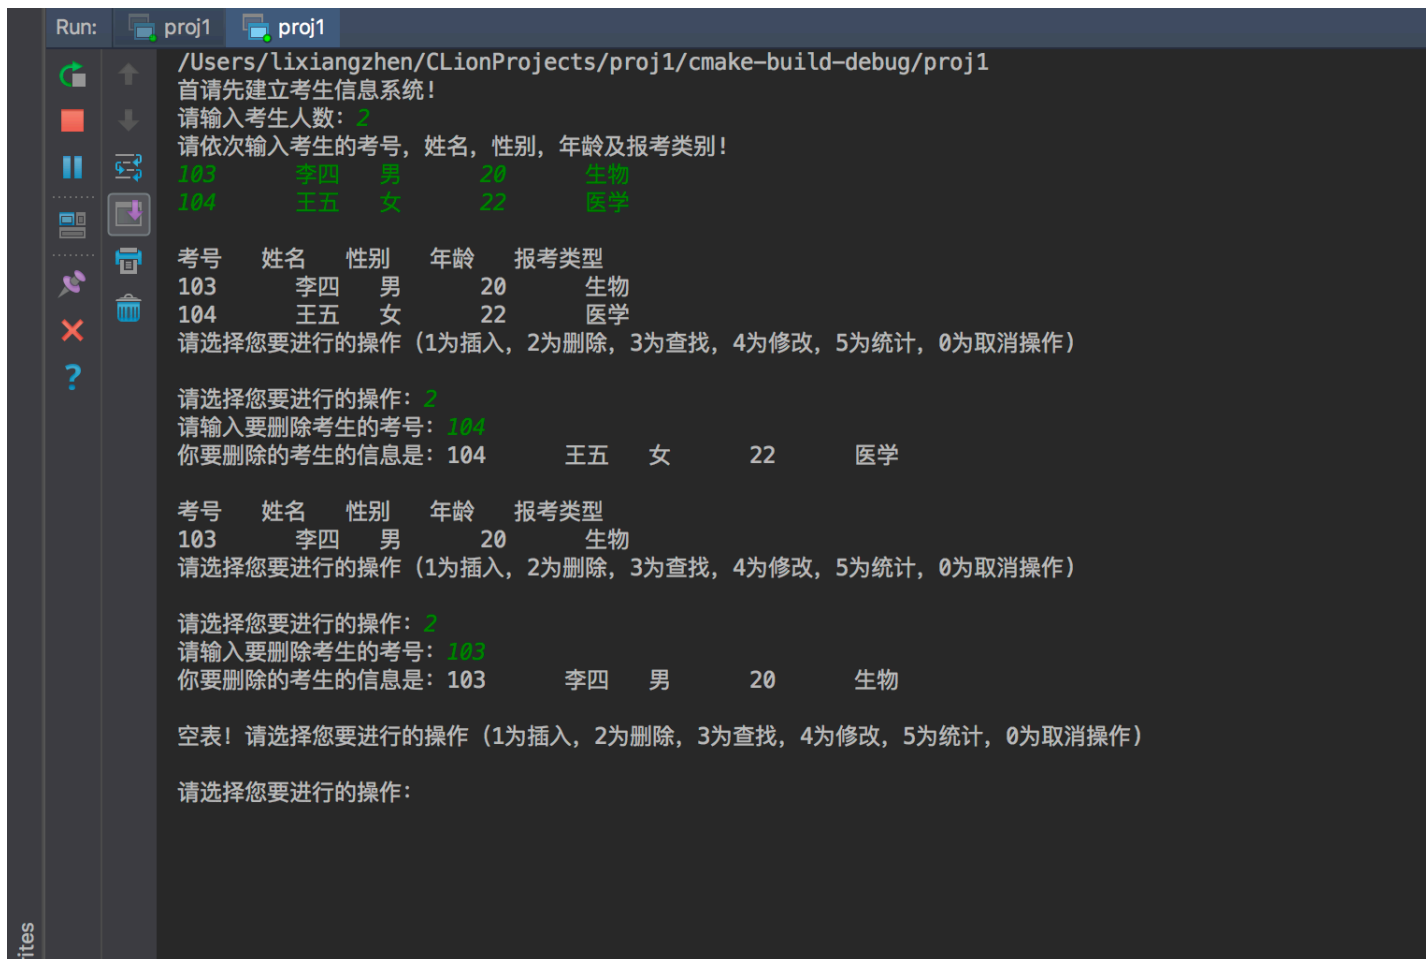 Run: proj1 proj1
/Users/lixiangzhen/CLionProjects/proj1/cmake-build-debug/proj1
首请先建立考生信息系统!
请输入考生人数: 2
请依次输入考生的考号, 姓名, 性别, 年龄及报考类别!
103 李四 男 20 生物
104 王五 女 22 医学
考号 姓名 性别 年龄 报考类型
103 李四 男 20 生物
104 王五 女 22 医学
请选择您要进行的操作 (1为插入, 2为删除, 3为查找, 4为修改, 5为统计, 0为取消操作)
请选择您要进行的操作: 2
请输入要删除考生的考号: 104
你要删除的考生的信息是: 104 王五 女 22 医学
考号 姓名 性别 年龄 报考类型
103 李四 男 20 生物
请选择您要进行的操作 (1为插入, 2为删除, 3为查找, 4为修改, 5为统计, 0为取消操作)
请选择您要进行的操作: 2
请输入要删除考生的考号: 103
你要删除的考生的信息是: 103 李四 男 20 生物
空表! 请选择您要进行的操作 (1为插入, 2为删除, 3为查找, 4为修改, 5为统计, 0为取消操作)
请选择您要进行的操作: